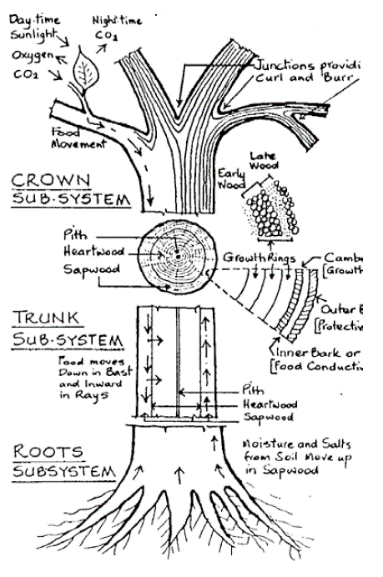 Day-time
Sunlight
Oxygen
CO2
Night time
CO2
Junctions providi
Curl and Burr
Food
Movement
Late
Wood
Early
Wood
CROWN
SUB-SYSTEM
Pith
Heartwood
Sapwood
Growth Rings
Camb
[Growth
Outer B
[Protectiv
Inner Bark or
[Food Conductiv
TRUNK
SUB-SYSTEM
Food moves
Down in Bast
and Inward
in Rays
Pith
Heartwood
Sapwood
ROOTS
SUBSYSTEM
Moisture and Salts
from Soil Move up
in Sapwood